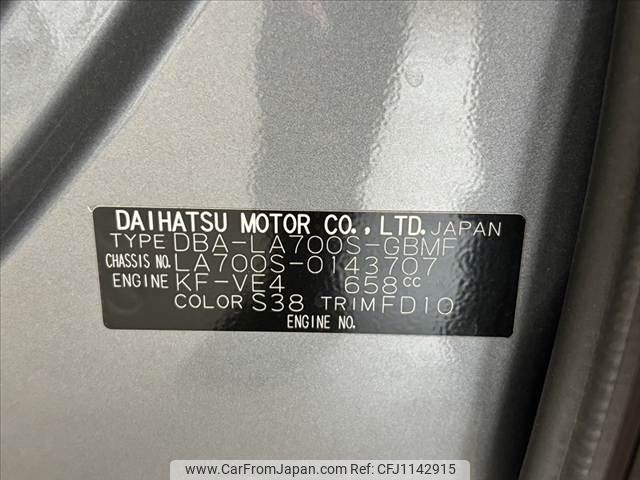 DAIHATSU MOTOR CO., LTD. JAPAN
TYPE DBA-LA700S-GBMF
CHASSIS NO. LA700S-0143707
ENGINE KF-VE4 658cc
COLOR S38 TRIM FD10
ENGINE NO.
www.CarFromJapan.com - REF: CFJ1142915